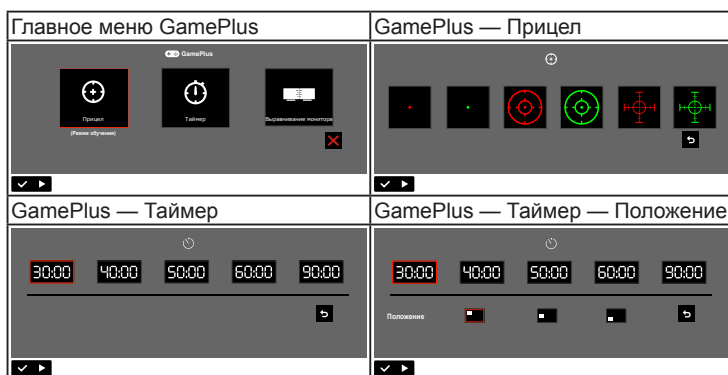 Главное меню GamePlus
GamePlus — Прицел
GamePlus
Прицел
Таймер
Выравнивание монитора
(Режим обучения)
GamePlus — Таймер
GamePlus — Таймер — Положение
30:00 40:00 50:00 60:00 90:00
30:00 40:00 50:00 60:00 90:00
Положение